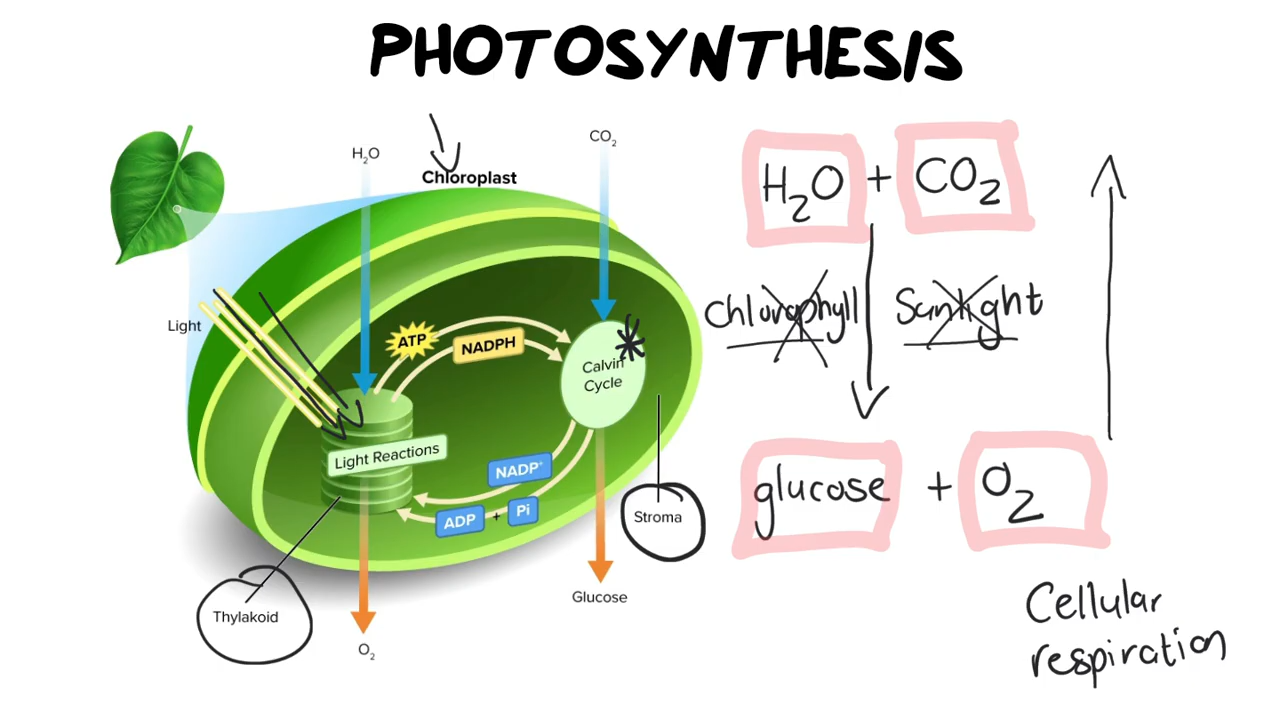 PHOTOSYNTHESIS
H₂O
CO₂
Chloroplast
Light
ATP
NADPH
Calvin
Cycle
Light Reactions
NADP⁺
ADP + Pi
Stroma
Thylakoid
Glucose
O₂
H₂O + CO₂
Chlorophyll
Sunlight
glucose + O₂
Cellular
respiration